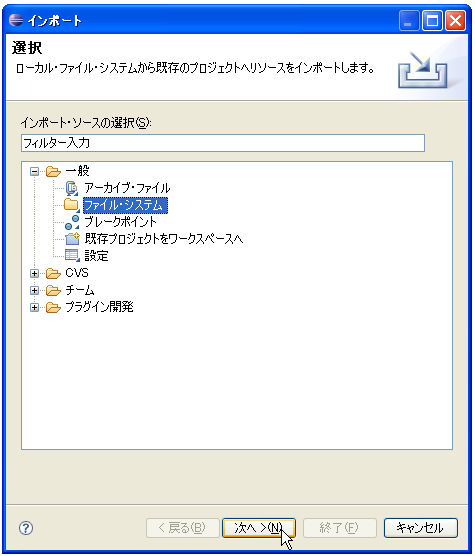 インポート
選択
ローカル・ファイル・システムから既存のプロジェクトへリソースをインポートします。
インポート・ソースの選択(S):
フィルター入力
一般
アーカイブ・ファイル
ファイル・システム
ブレークポイント
既存プロジェクトをワークスペースへ
設定
CVS
チーム
プラグイン開発
< 戻る(B) 次へ >(N) 終了(F) キャンセル